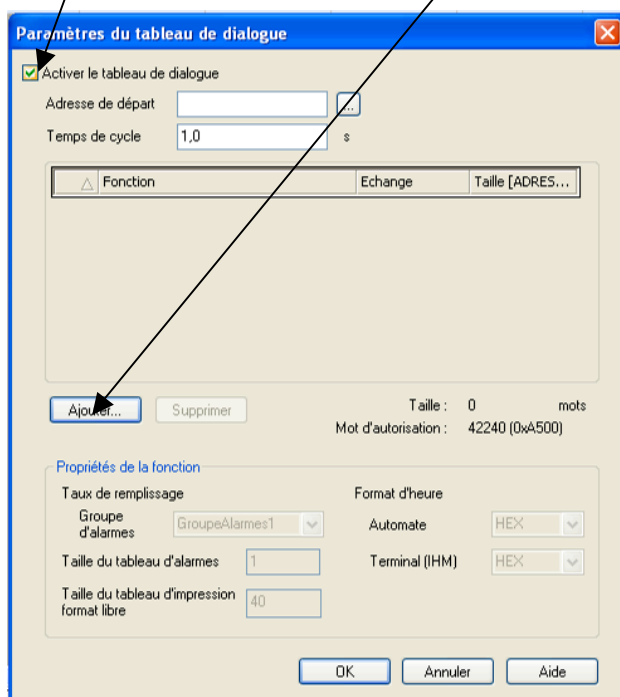 Paramètres du tableau de dialogue
Activer le tableau de dialogue
Adresse de départ ...
Temps de cycle 1,0 s
Fonction Echange Taille [ADRES...
Ajouter... Supprimer Taille : 0 mots
Mot d'autorisation : 42240 (0xA500)
Propriétés de la fonction
Taux de remplissage Format d'heure
Groupe d'alarmes GroupeAlarmes1 Automate HEX
Taille du tableau d'alarmes 1 Terminal (IHM) HEX
Taille du tableau d'impression format libre 40
OK Annuler Aide